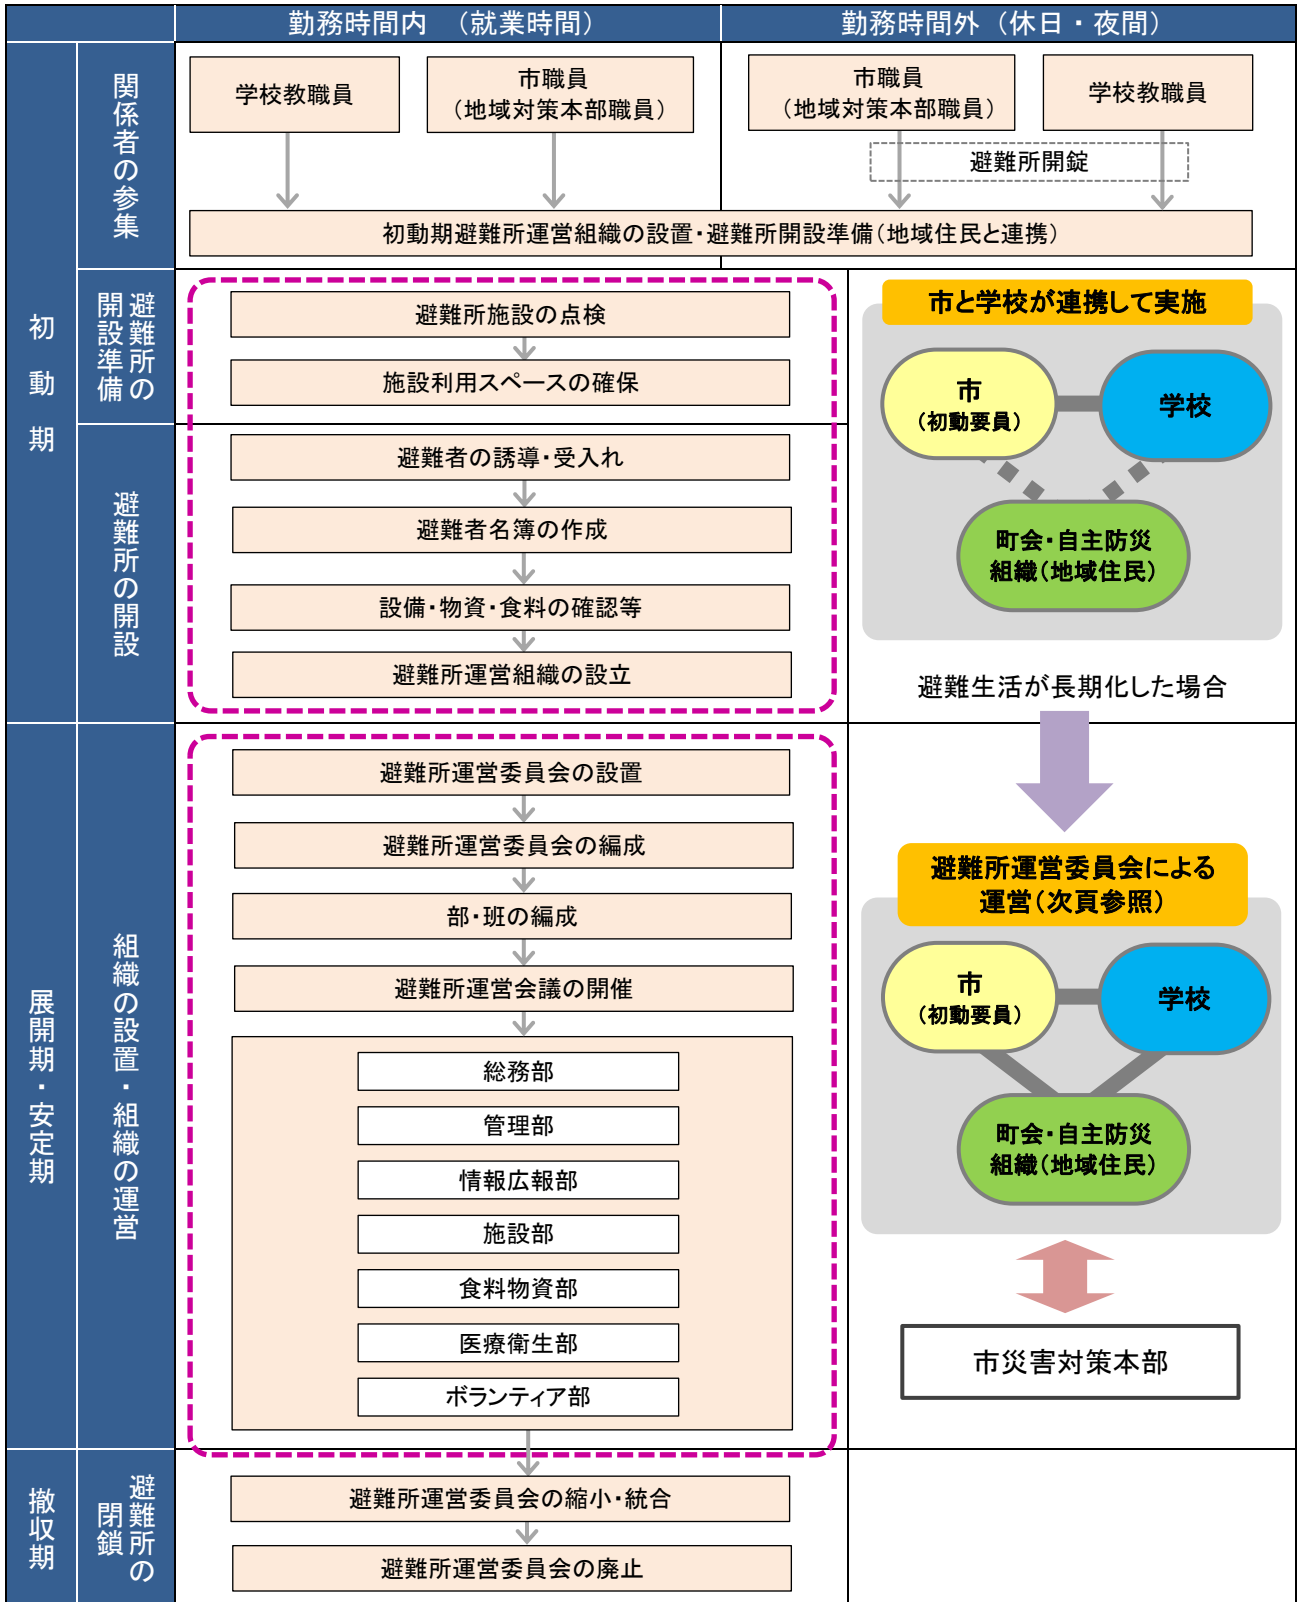 勤務時間内　（就業時間）
勤務時間外（休日・夜間）
初動期
関係者の参集
学校教職員
市職員
（地域対策本部職員）
市職員
（地域対策本部職員）
学校教職員
避難所開錠
初動期避難所運営組織の設置・避難所開設準備（地域住民と連携）
避難所の
開設準備
避難所施設の点検
施設利用スペースの確保
避難所の開設
避難者の誘導・受入れ
避難者名簿の作成
設備・物資・食料の確認等
避難所運営組織の設立
市と学校が連携して実施
市
（初動要員）
学校
町会・自主防災
組織（地域住民）
避難生活が長期化した場合
展開期・安定期
組織の設置・組織の運営
避難所運営委員会の設置
避難所運営委員会の編成
部・班の編成
避難所運営会議の開催
総務部
管理部
情報広報部
施設部
食料物資部
医療衛生部
ボランティア部
避難所運営委員会による
運営（次頁参照）
市
（初動要員）
学校
町会・自主防災
組織（地域住民）
市災害対策本部
撤収期
避難所の
閉鎖
避難所運営委員会の縮小・統合
避難所運営委員会の廃止